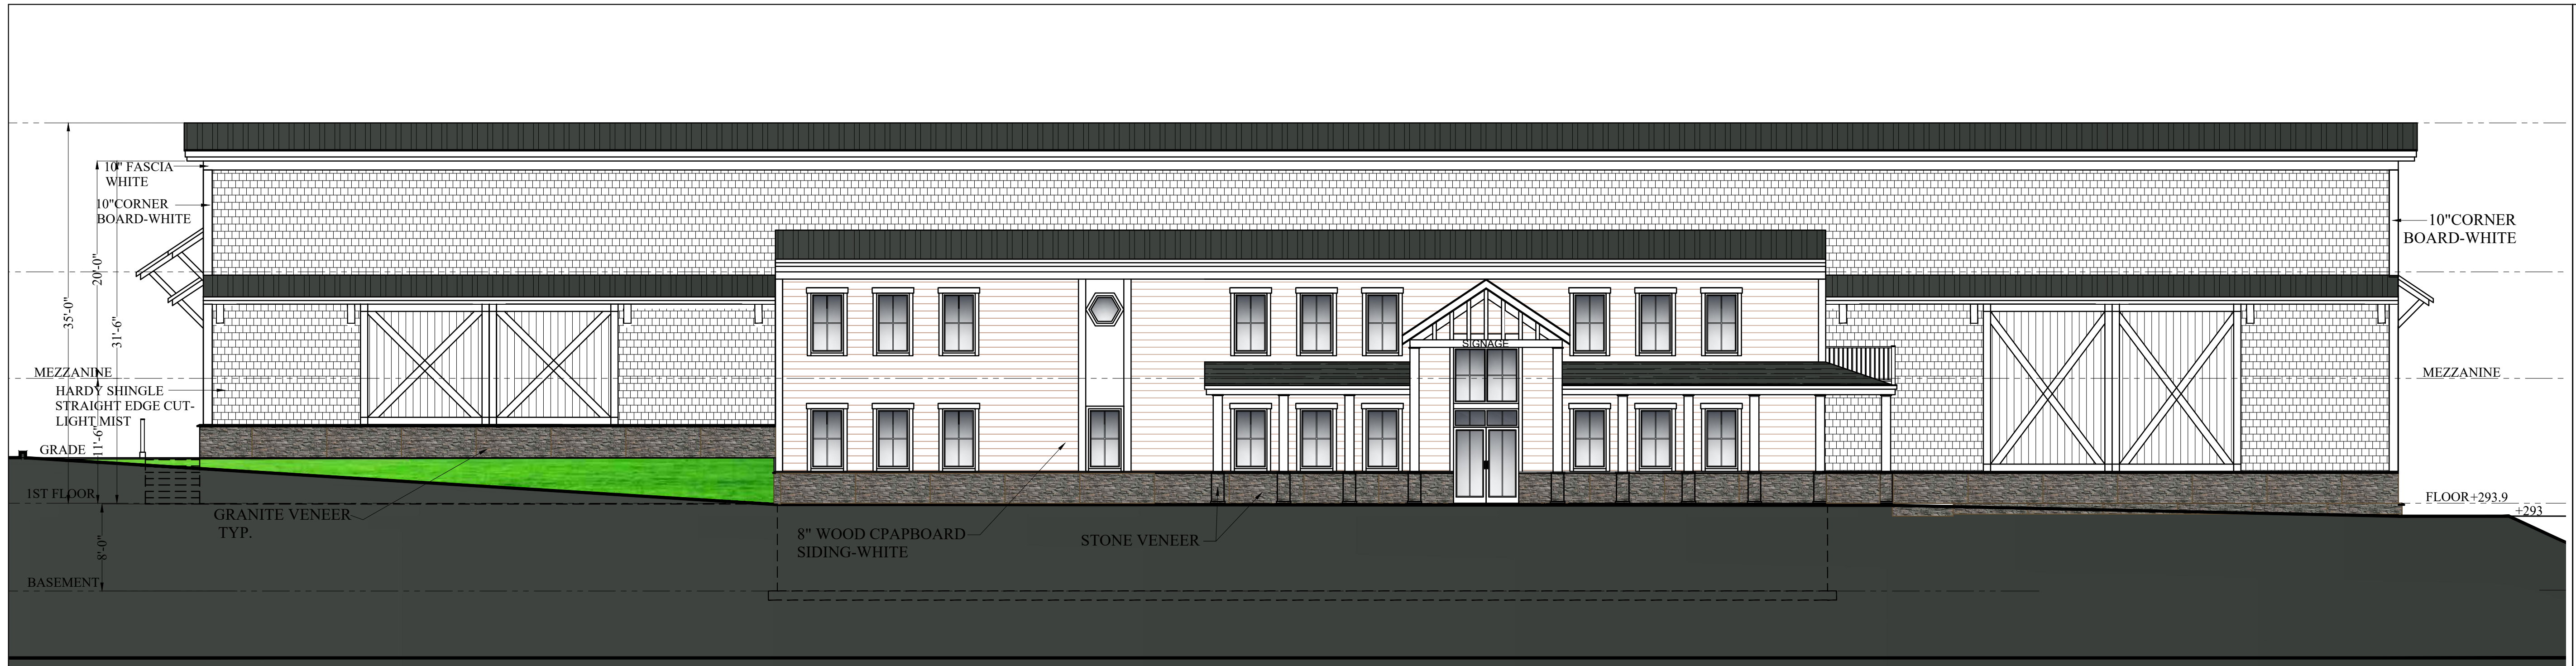 10" FASCIA
WHITE
10"CORNER
BOARD-WHITE
10"CORNER
BOARD-WHITE
20'-0"
35'-0"
31'-6"
SIGNAGE
MEZZANINE
MEZZANINE
HARDY SHINGLE
STRAIGHT EDGE CUT-
LIGHT MIST
11'-6"
GRADE
1ST FLOOR
FLOOR+293.9
+293
GRANITE VENEER
TYP.
8" WOOD CPAPBOARD
SIDING-WHITE
STONE VENEER
8'-0"
BASEMENT